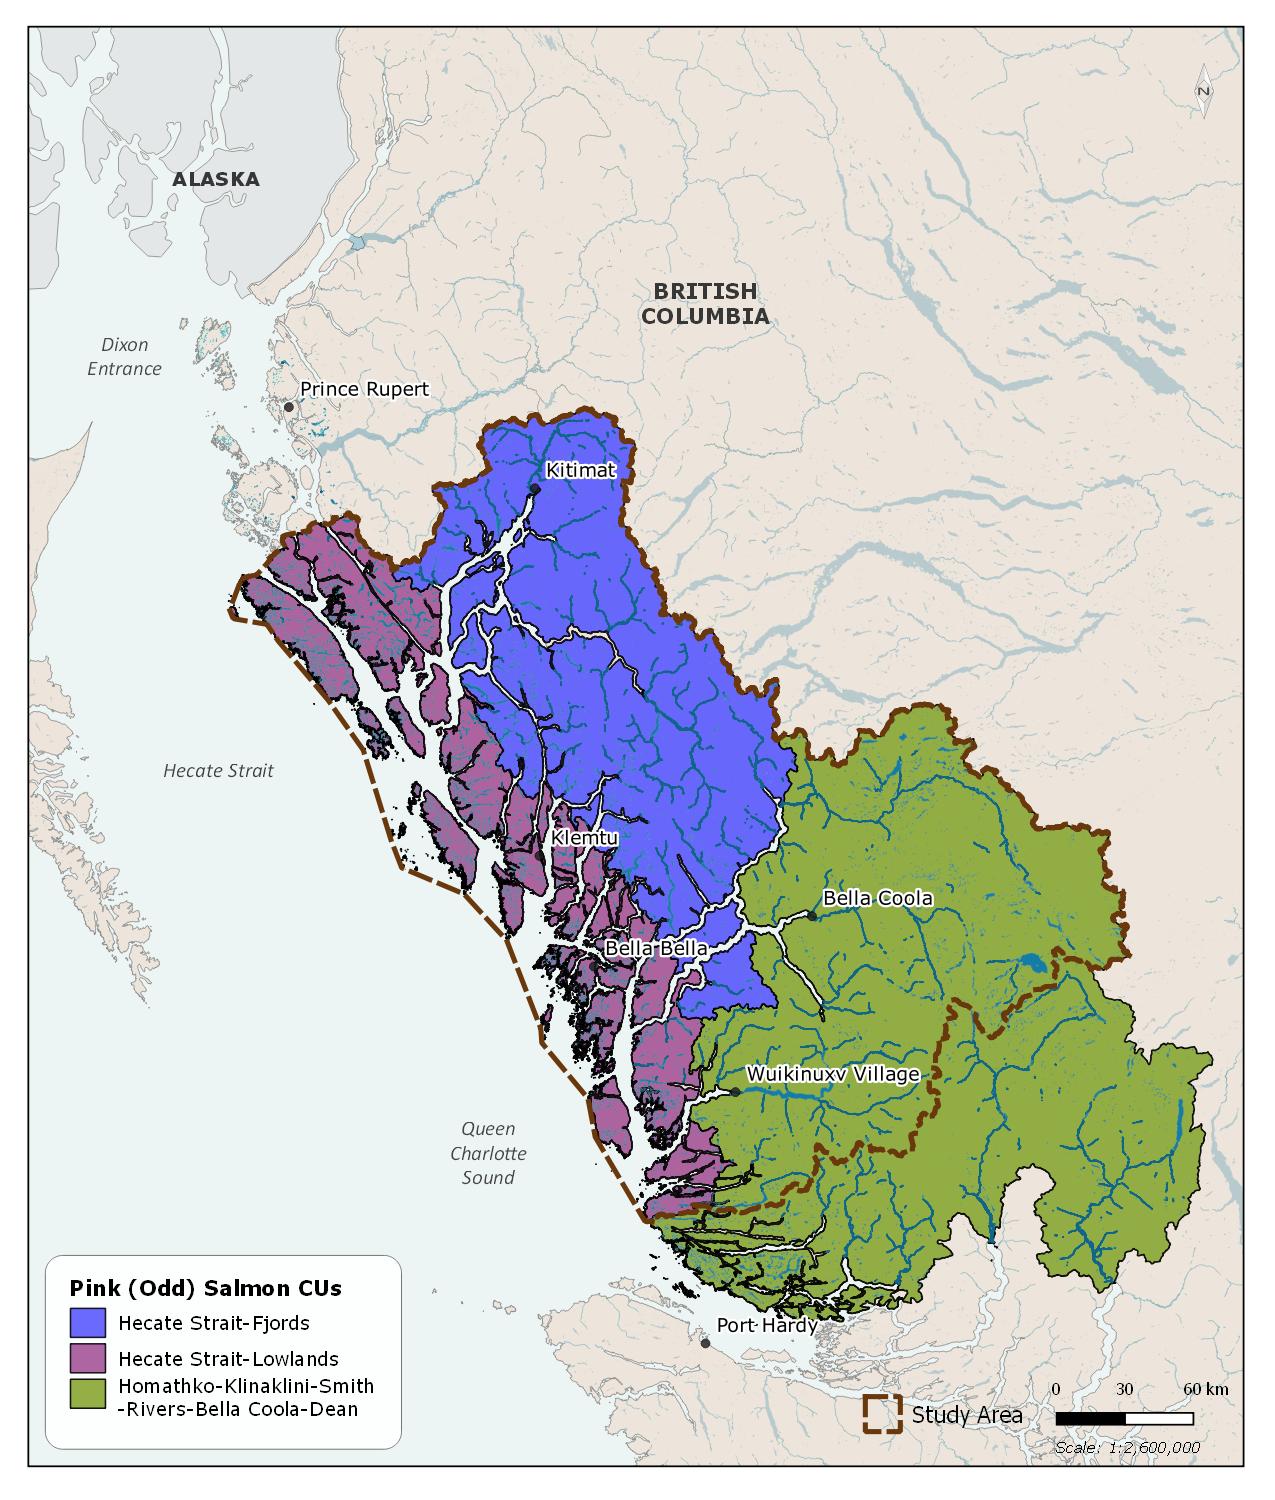 N
ALASKA
BRITISH
COLUMBIA
Dixon
Entrance
Prince Rupert
Kitimat
Hecate Strait
Klemtu
Bella Coola
Bella Bella
Wuikinuxv Village
Queen
Charlotte
Sound
Port Hardy
Pink (Odd) Salmon CUs
Hecate Strait-Fjords
Hecate Strait-Lowlands
Homathko-Klinaklini-Smith
-Rivers-Bella Coola-Dean
Study Area
0 30 60 km
Scale: 1:2,600,000